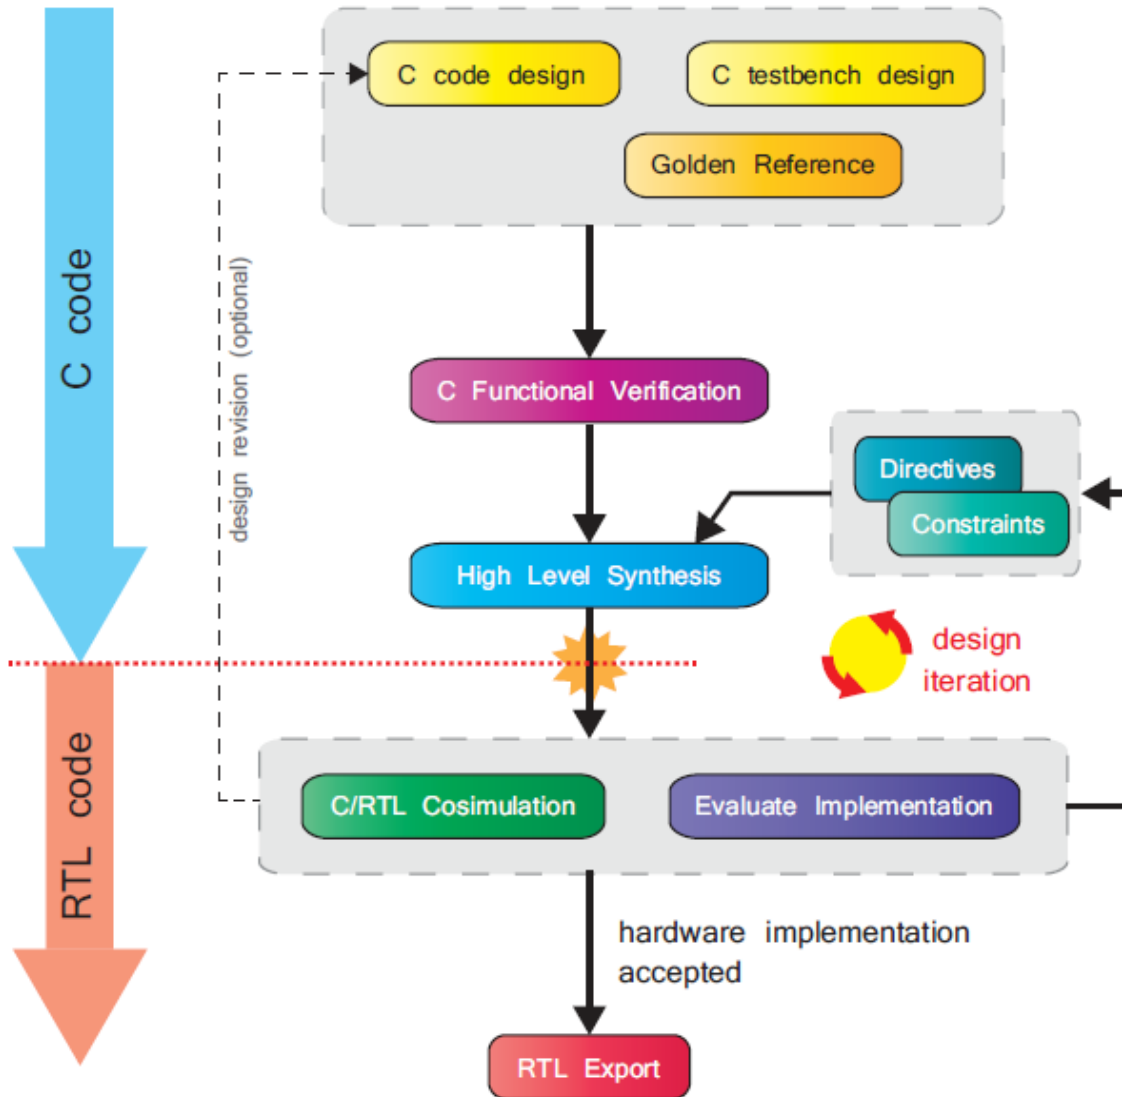 C code design
C testbench design
Golden Reference
C code
design revision (optional)
C Functional Verification
Directives
Constraints
High Level Synthesis
design
iteration
RTL code
C/RTL Cosimulation
Evaluate Implementation
hardware implementation
accepted
RTL Export